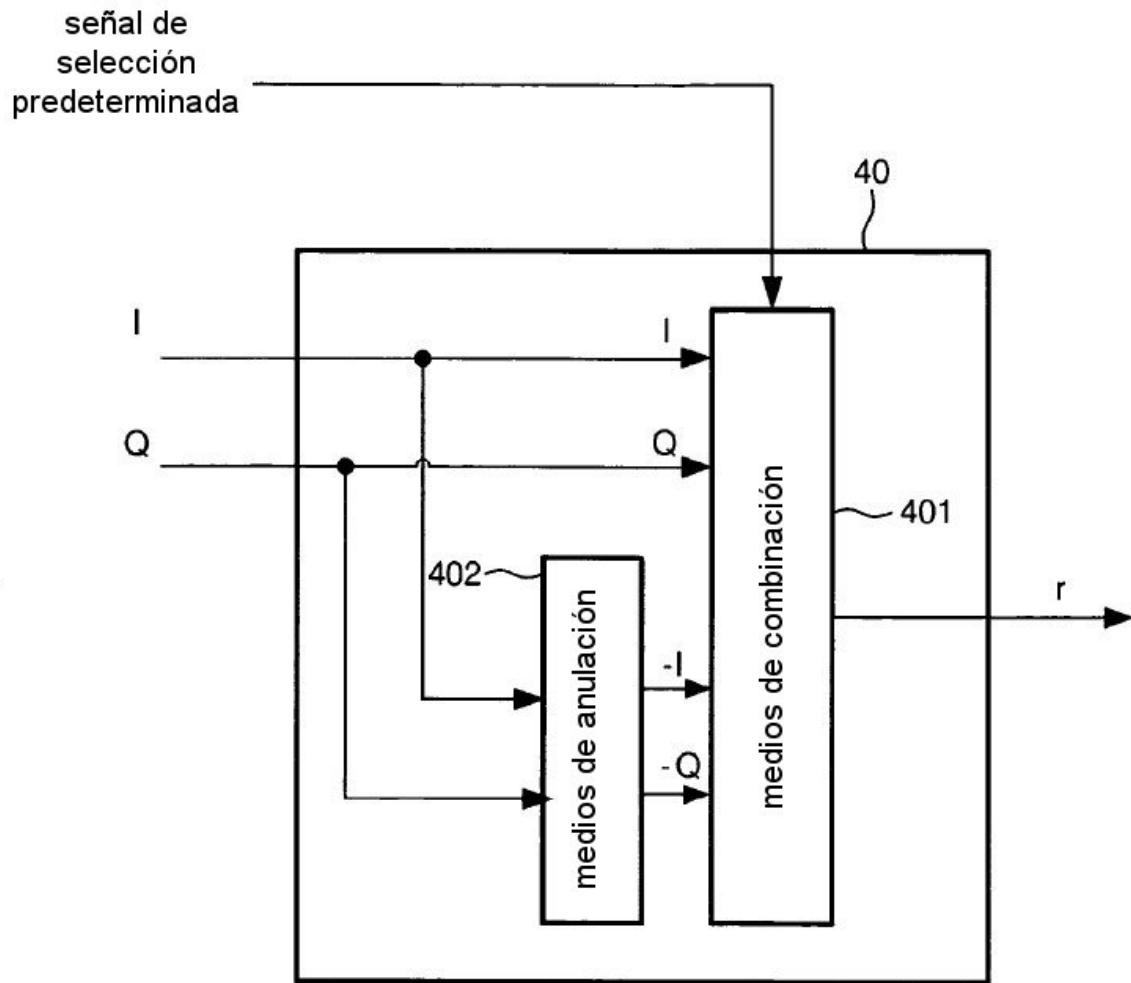 señal de
selección
predeterminada
40
I
I
Q
Q
401
402
medios de anulación
medios de combinación
r
-I
-Q